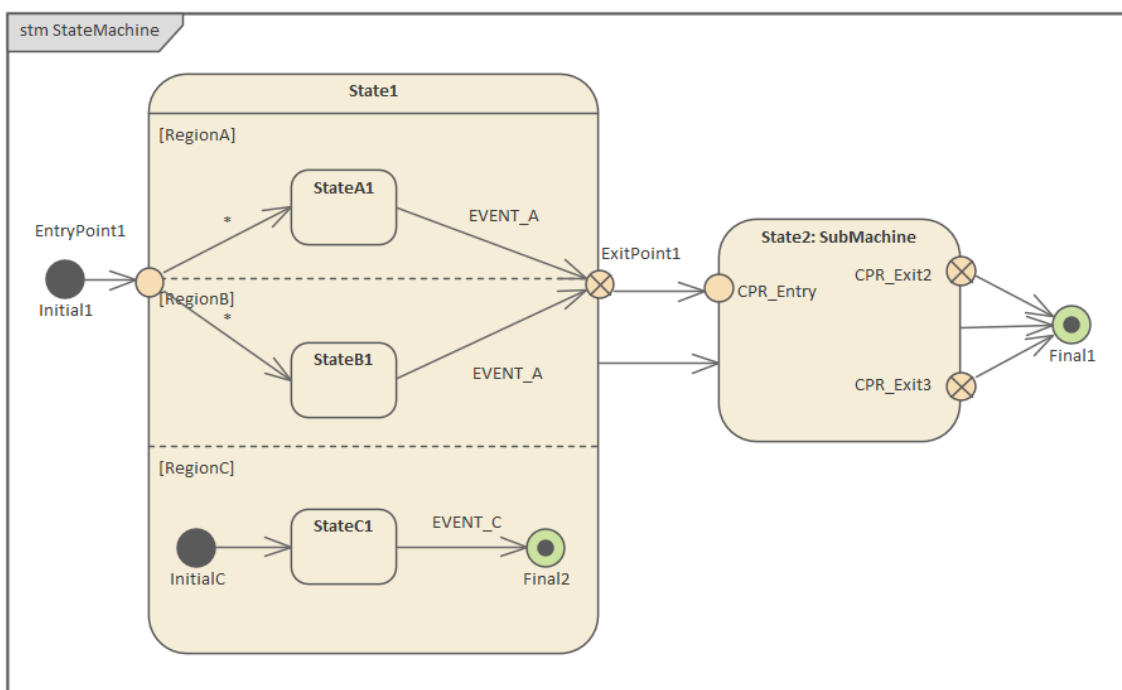 stm StateMachine
State1
[RegionA]
StateA1
*
EVENT_A
EntryPoint1
ExitPoint1
Initial1
[RegionB]
*
StateB1
EVENT_A
State2: SubMachine
CPR_Entry
CPR_Exit2
CPR_Exit3
Final1
[RegionC]
StateC1
EVENT_C
InitialC
Final2